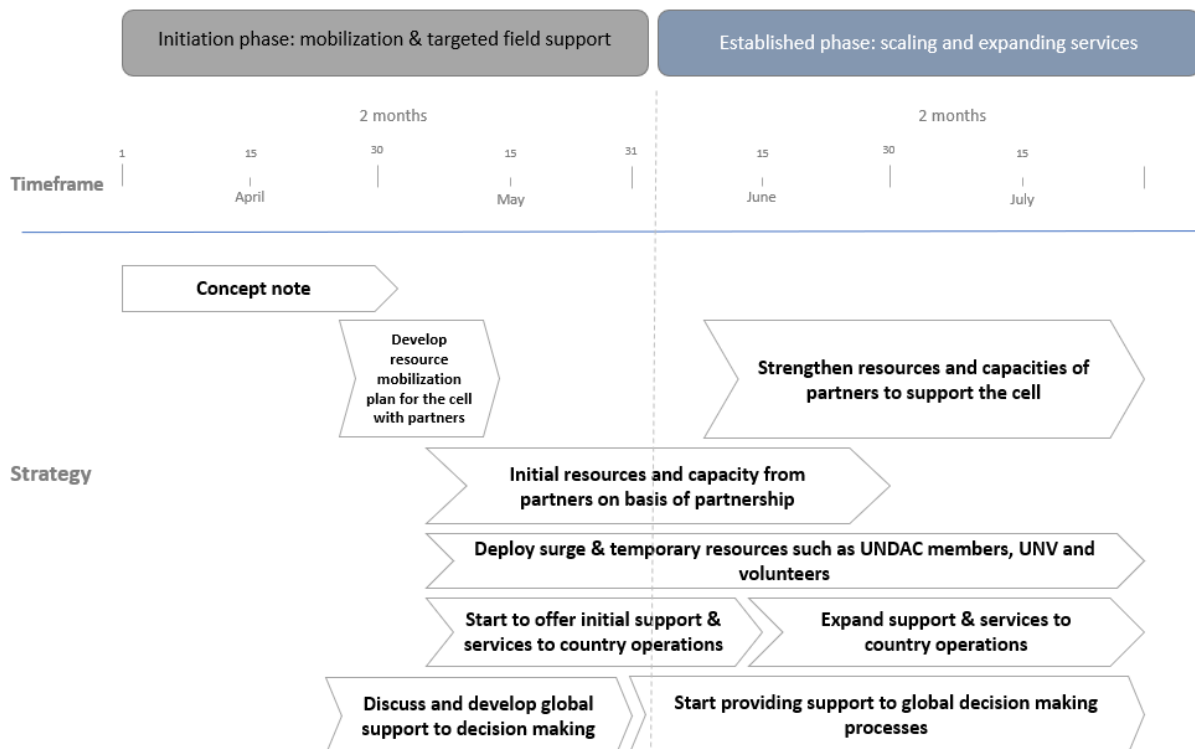 Initiation phase: mobilization & targeted field support
Established phase: scaling and expanding services
2 months
2 months
1
15
30
15
31
15
30
15
Timeframe
April
May
June
July
Concept note
Develop
resource
mobilization
plan for the cell
with partners
Strengthen resources and capacities of
partners to support the cell
Strategy
Initial resources and capacity from
partners on basis of partnership
Deploy surge & temporary resources such as UNDAC members, UNV and
volunteers
Start to offer initial support &
services to country operations
Expand support & services to
country operations
Discuss and develop global
support to decision making
Start providing support to global decision making
processes